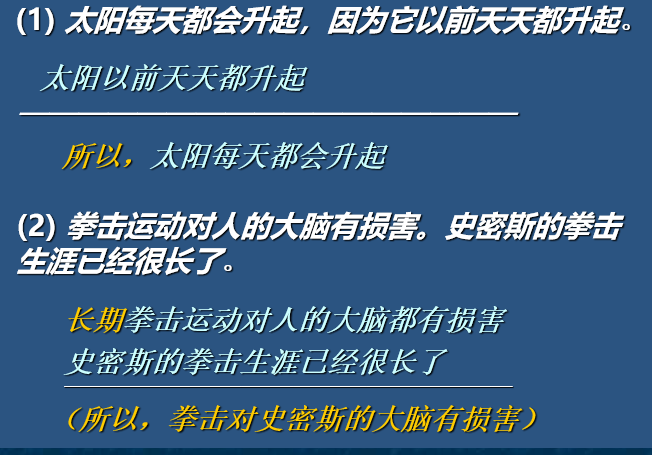 (1) 太阳每天都会升起，因为它以前天天都升起。
太阳以前天天都升起
所以，太阳每天都会升起
(2) 拳击运动对人的大脑有损害。史密斯的拳击
生涯已经很长了。
长期拳击运动对人的大脑都有损害
史密斯的拳击生涯已经很长了
（所以，拳击对史密斯的大脑有损害）